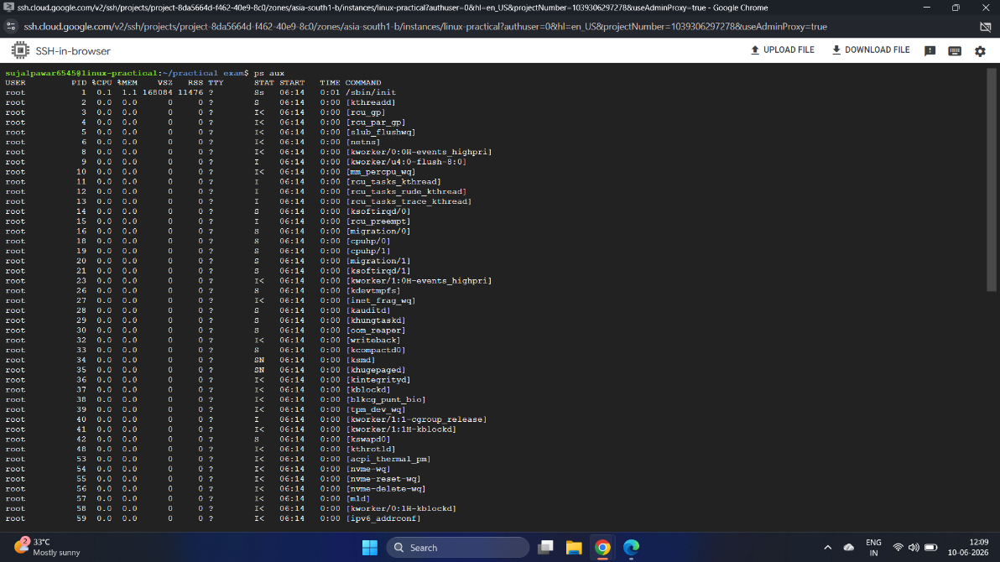 ssh.cloud.google.com/v2/ssh/projects/project-8da5664d-f462-40e9-8c0/zones/asia-south1-b/instances/linux-practical?authuser=0&hl=en_US&projectNumber=1039306297278&useAdminProxy=true - Google Chrome
ssh.cloud.google.com/v2/ssh/projects/project-8da5664d-f462-40e9-8c0/zones/asia-south1-b/instances/linux-practical?authuser=0&hl=en_US&projectNumber=1039306297278&useAdminProxy=true
SSH-in-browser UPLOAD FILE DOWNLOAD FILE
sujalpawar6545@linux-practical:~/practical exam$ ps aux
USER PID %CPU %MEM VSZ RSS TTY STAT START TIME COMMAND
root 1 0.1 1.1 168084 11476 ? Ss 06:14 0:01 /sbin/init
root 2 0.0 0.0 0 0 ? S 06:14 0:00 [kthreadd]
root 3 0.0 0.0 0 0 ? I< 06:14 0:00 [rcu_gp]
root 4 0.0 0.0 0 0 ? I< 06:14 0:00 [rcu_par_gp]
root 5 0.0 0.0 0 0 ? I< 06:14 0:00 [slub_flushwq]
root 6 0.0 0.0 0 0 ? I< 06:14 0:00 [netns]
root 8 0.0 0.0 0 0 ? I< 06:14 0:00 [kworker/0:0H-events_highpri]
root 9 0.0 0.0 0 0 ? I 06:14 0:00 [kworker/u4:0-flush-8:0]
root 10 0.0 0.0 0 0 ? I< 06:14 0:00 [mm_percpu_wq]
root 11 0.0 0.0 0 0 ? I 06:14 0:00 [rcu_tasks_kthread]
root 12 0.0 0.0 0 0 ? I 06:14 0:00 [rcu_tasks_rude_kthread]
root 13 0.0 0.0 0 0 ? I 06:14 0:00 [rcu_tasks_trace_kthread]
root 14 0.0 0.0 0 0 ? S 06:14 0:00 [ksoftirqd/0]
root 15 0.0 0.0 0 0 ? I 06:14 0:00 [rcu_preempt]
root 16 0.0 0.0 0 0 ? S 06:14 0:00 [migration/0]
root 18 0.0 0.0 0 0 ? S 06:14 0:00 [cpuhp/0]
root 19 0.0 0.0 0 0 ? S 06:14 0:00 [cpuhp/1]
root 20 0.0 0.0 0 0 ? S 06:14 0:00 [migration/1]
root 21 0.0 0.0 0 0 ? S 06:14 0:00 [ksoftirqd/1]
root 23 0.0 0.0 0 0 ? I< 06:14 0:00 [kworker/1:0H-events_highpri]
root 26 0.0 0.0 0 0 ? S 06:14 0:00 [kdevtmpfs]
root 27 0.0 0.0 0 0 ? I< 06:14 0:00 [inet_frag_wq]
root 28 0.0 0.0 0 0 ? S 06:14 0:00 [kauditd]
root 29 0.0 0.0 0 0 ? S 06:14 0:00 [khungtaskd]
root 30 0.0 0.0 0 0 ? S 06:14 0:00 [oom_reaper]
root 32 0.0 0.0 0 0 ? I< 06:14 0:00 [writeback]
root 33 0.0 0.0 0 0 ? S 06:14 0:00 [kcompactd0]
root 34 0.0 0.0 0 0 ? SN 06:14 0:00 [ksmd]
root 35 0.0 0.0 0 0 ? SN 06:14 0:00 [khugepaged]
root 36 0.0 0.0 0 0 ? I< 06:14 0:00 [kintegrityd]
root 37 0.0 0.0 0 0 ? I< 06:14 0:00 [kblockd]
root 38 0.0 0.0 0 0 ? I< 06:14 0:00 [blkcg_punt_bio]
root 39 0.0 0.0 0 0 ? I< 06:14 0:00 [tpm_dev_wq]
root 40 0.0 0.0 0 0 ? I 06:14 0:00 [kworker/1:1-cgroup_release]
root 41 0.0 0.0 0 0 ? I< 06:14 0:00 [kworker/1:1H-kblockd]
root 42 0.0 0.0 0 0 ? S 06:14 0:00 [kswapd0]
root 48 0.0 0.0 0 0 ? I< 06:14 0:00 [kthrotld]
root 53 0.0 0.0 0 0 ? I< 06:14 0:00 [acpi_thermal_pm]
root 54 0.0 0.0 0 0 ? I< 06:14 0:00 [nvme-wq]
root 55 0.0 0.0 0 0 ? I< 06:14 0:00 [nvme-reset-wq]
root 56 0.0 0.0 0 0 ? I< 06:14 0:00 [nvme-delete-wq]
root 57 0.0 0.0 0 0 ? I< 06:14 0:00 [mld]
root 58 0.0 0.0 0 0 ? I< 06:14 0:00 [kworker/0:1H-kblockd]
root 59 0.0 0.0 0 0 ? I< 06:14 0:00 [ipv6_addrconf]
2
33°C
Mostly sunny
Search
ENG
IN
12:09
10-06-2026